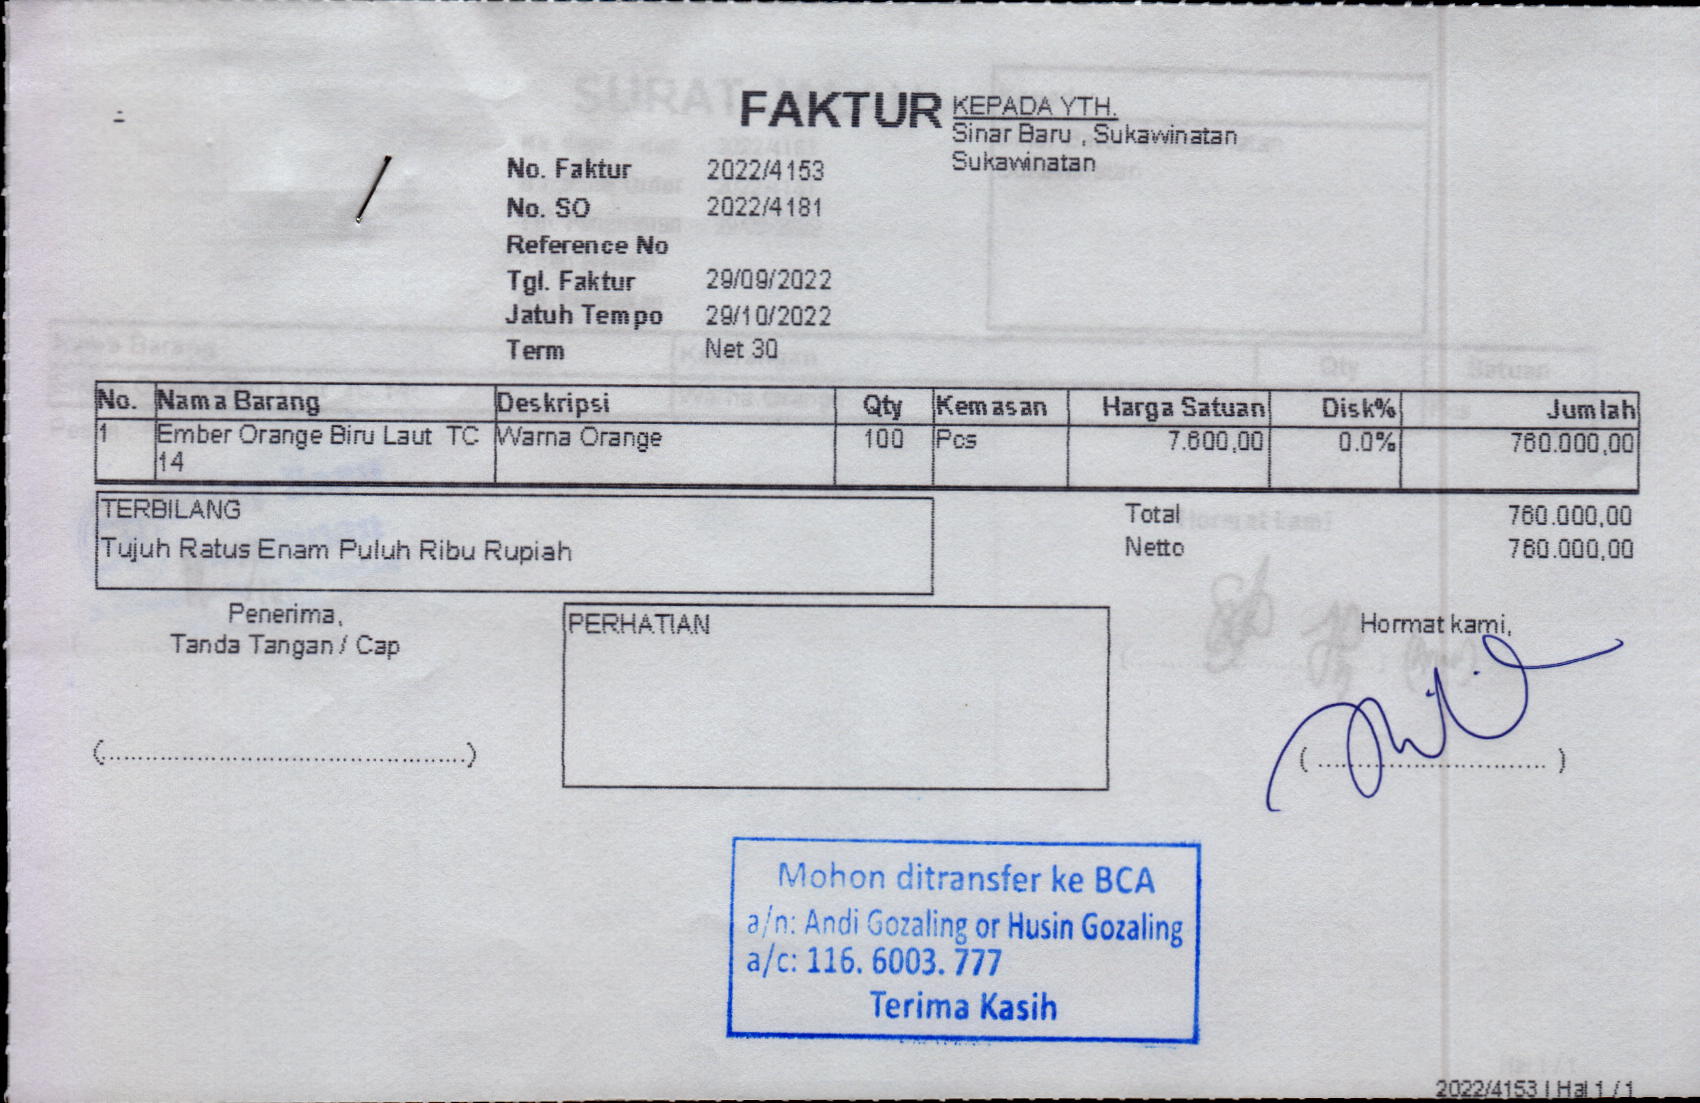 FAKTUR
KEPADA YTH.
Sinar Baru , Sukawinatan
Sukawinatan
No. Faktur 2022/4153
No. SO 2022/4181
Reference No
Tgl. Faktur 29/09/2022
Jatuh Tempo 29/10/2022
Term Net 30
No. Nama Barang Deskripsi Qty Kemasan Harga Satuan Disk% Jumlah
1 Ember Orange Biru Laut TC Warna Orange 100 Pcs 7.600,00 0.0% 760.000,00
14
TERBILANG
Tujuh Ratus Enam Puluh Ribu Rupiah
Total 760.000,00
Netto 760.000,00
Penerima,
Tanda Tangan / Cap
PERHATIAN
Hormat kami,
Mohon ditransfer ke BCA
a/n: Andi Gozaling or Husin Gozaling
a/c: 116. 6003. 777
Terima Kasih
2022/4153 | Hal 1 / 1